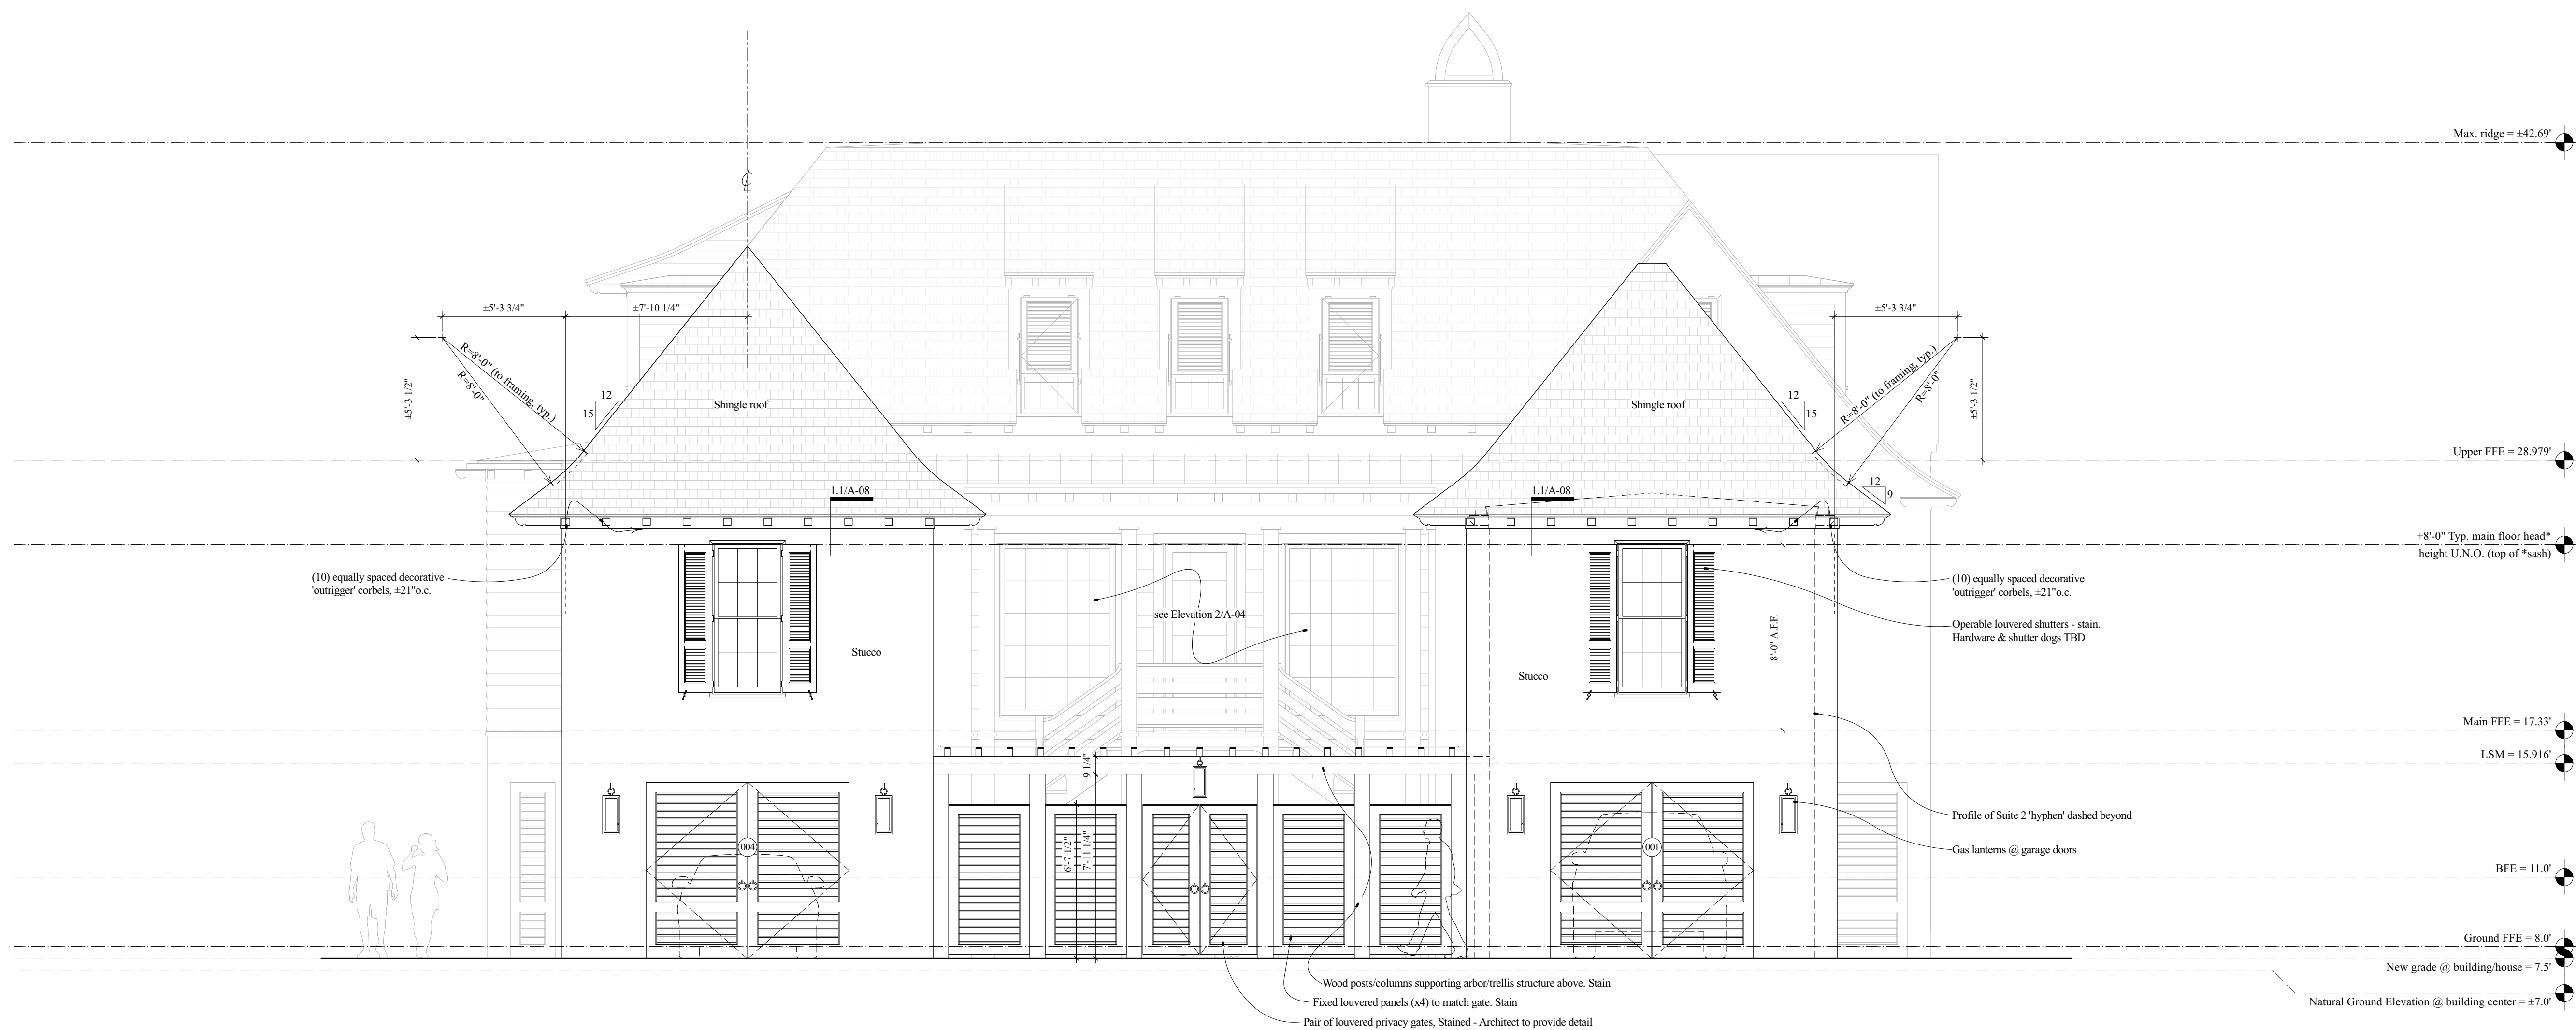 Max. ridge = ±42.69'
℄
±5'-3 3/4"
±7'-10 1/4"
±5'-3 3/4"
R=8'-0" (to framing, typ.)
R=8'-0"
±5'-3 1/2"
12
15
Shingle roof
Shingle roof
12
15
R=8'-0" (to framing, typ.)
R=8'-0"
±5'-3 1/2"
Upper FFE = 28.979'
1.1/A-08
1.1/A-08
12
9
+8'-0" Typ. main floor head*
height U.N.O. (top of *sash)
(10) equally spaced decorative
'outrigger' corbels, ±21"o.c.
(10) equally spaced decorative
'outrigger' corbels, ±21"o.c.
see Elevation 2/A-04
Operable louvered shutters - stain.
Hardware & shutter dogs TBD
8'-0" A.F.F.
Stucco
Stucco
Main FFE = 17.33'
LSM = 15.916'
9 1/4"
Profile of Suite 2 'hyphen' dashed beyond
004
001
6'-7 1/2"
7'-11 1/4"
Gas lanterns @ garage doors
BFE = 11.0'
Ground FFE = 8.0'
New grade @ building/house = 7.5'
Wood posts/columns supporting arbor/trellis structure above. Stain
Fixed louvered panels (x4) to match gate. Stain
Natural Ground Elevation @ building center = ±7.0'
Pair of louvered privacy gates, Stained - Architect to provide detail